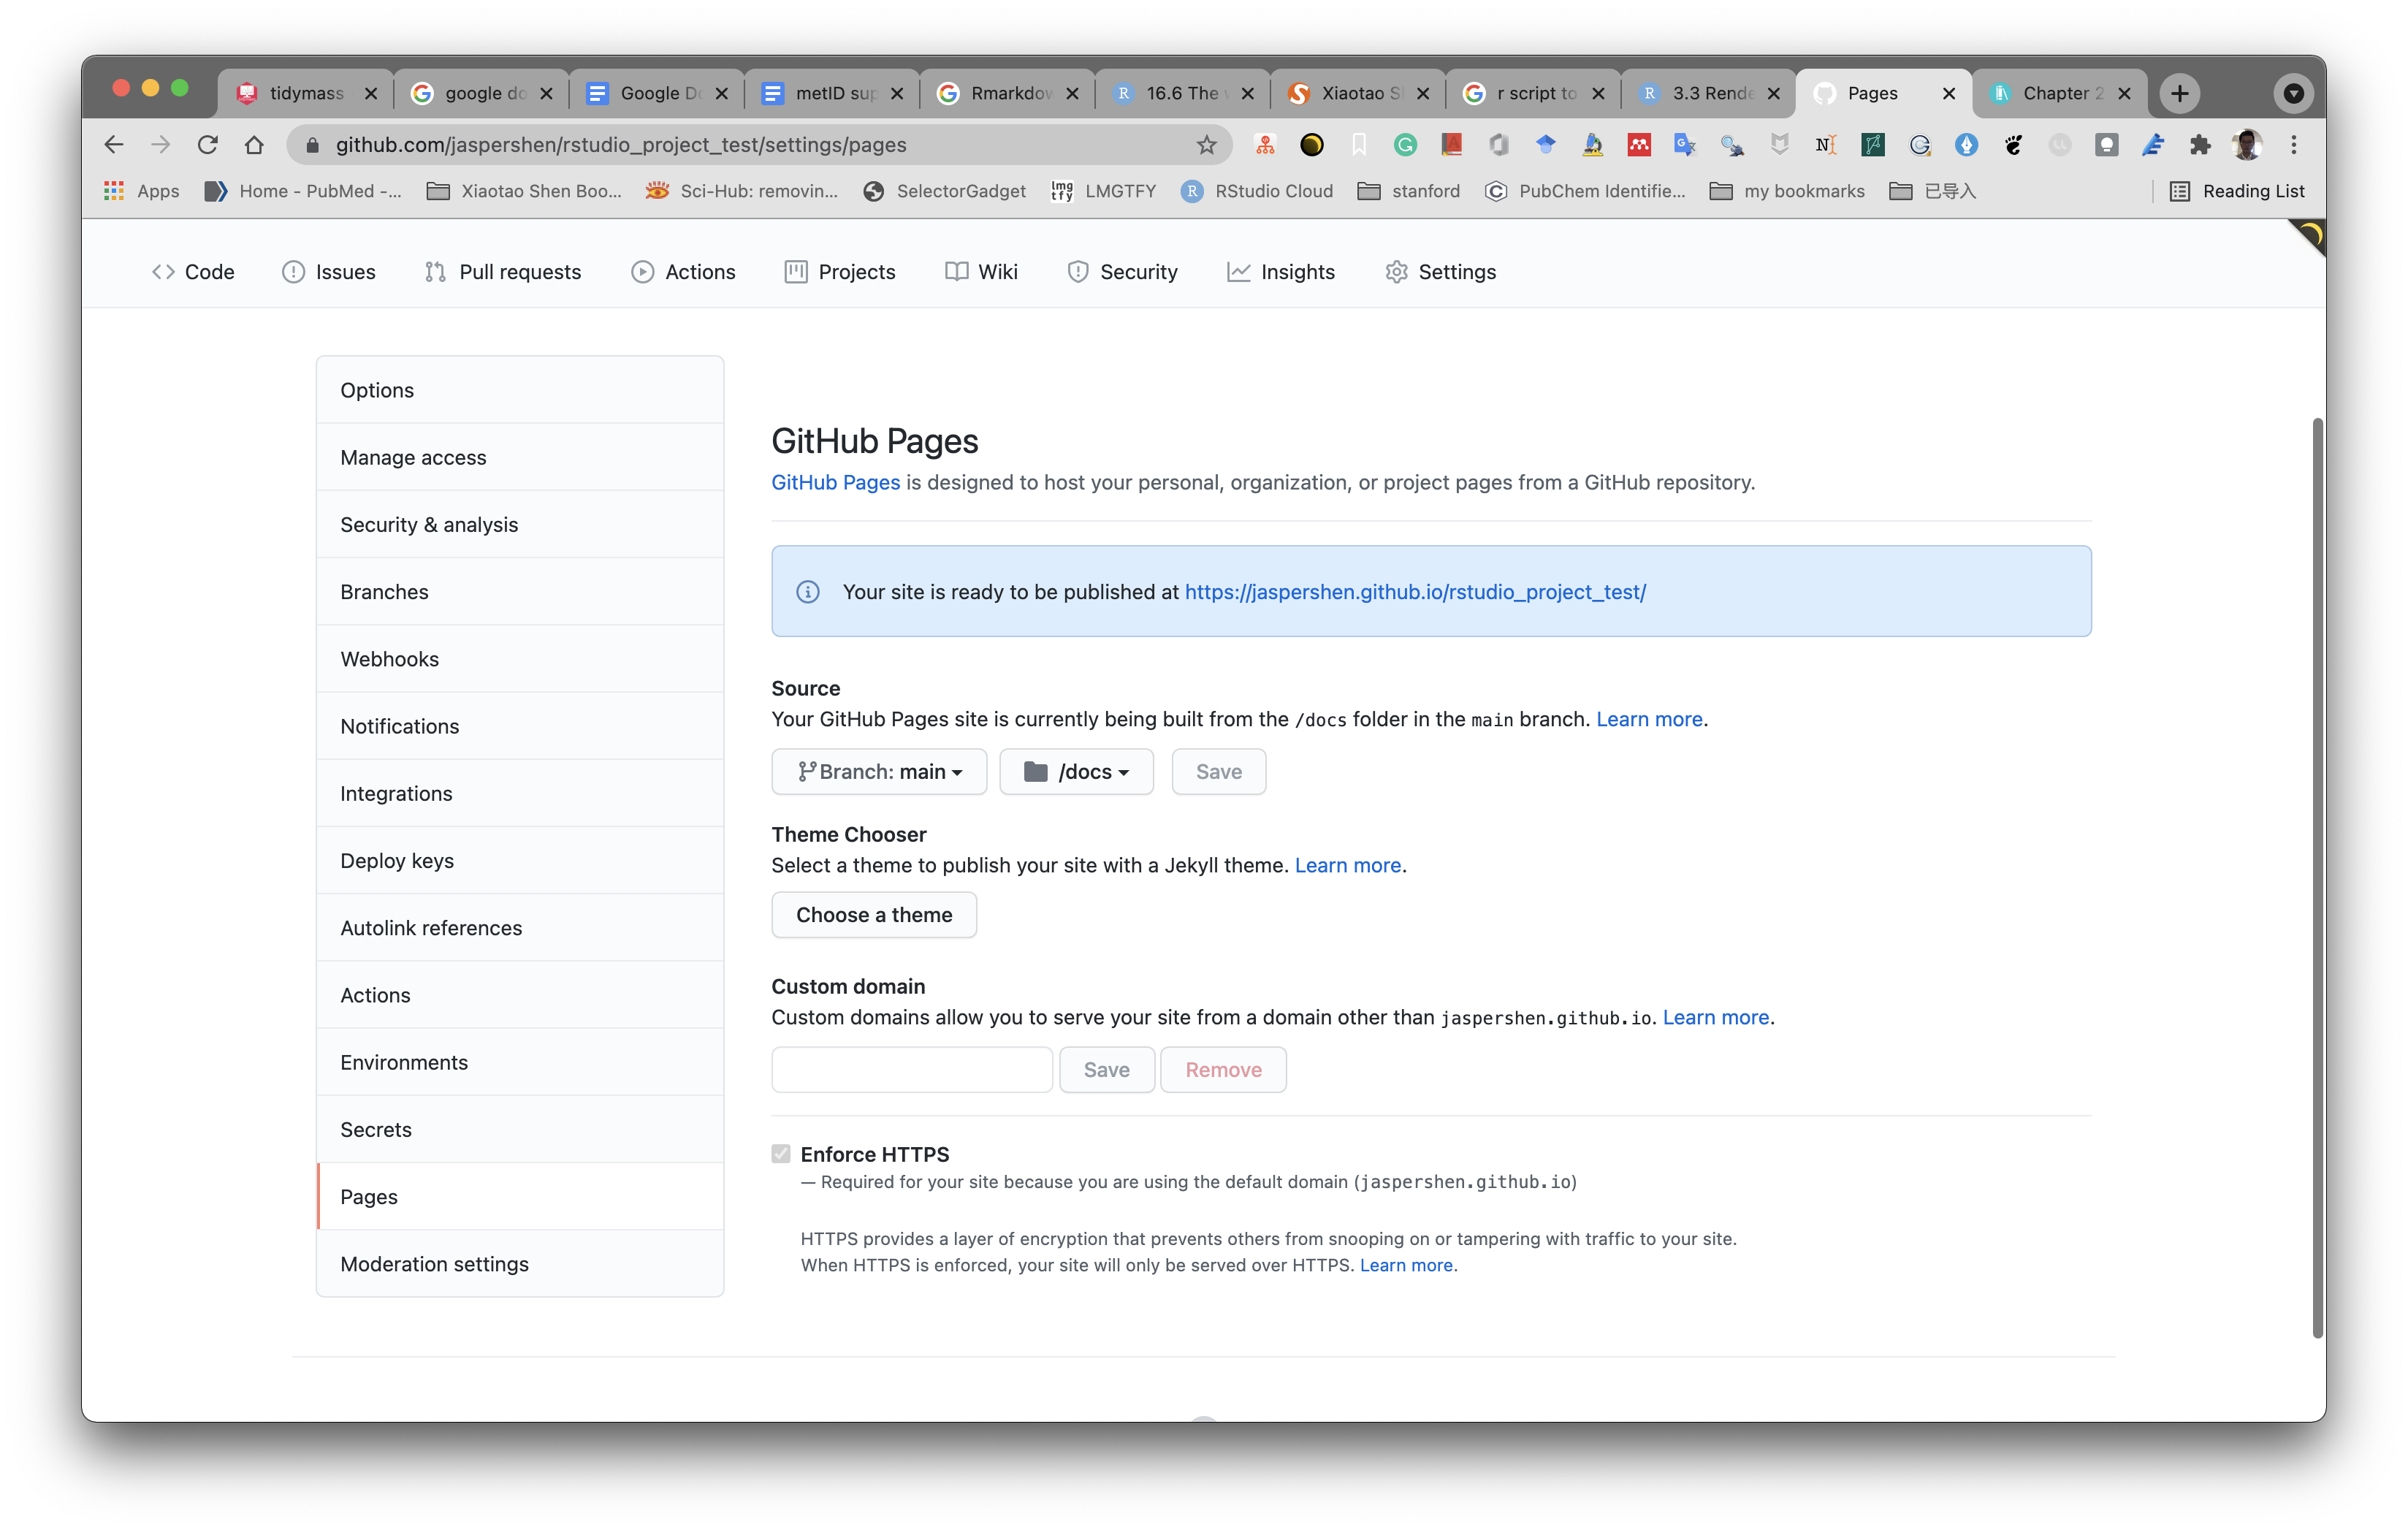 tidymass
google do
Google Do
metID sup
Rmarkdow
16.6 The
Xiaotao S
r script to
3.3 Rende
Pages
Chapter 2
github.com/jaspershen/rstudio_project_test/settings/pages
Apps
Home - PubMed -...
Xiaotao Shen Boo...
Sci-Hub: removin...
SelectorGadget
lmg tfy LMGTFY
RStudio Cloud
stanford
PubChem Identifie...
my bookmarks
已导入
Reading List
Code
Issues
Pull requests
Actions
Projects
Wiki
Security
Insights
Settings
Options
Manage access
Security & analysis
Branches
Webhooks
Notifications
Integrations
Deploy keys
Autolink references
Actions
Environments
Secrets
Pages
Moderation settings
GitHub Pages
GitHub Pages is designed to host your personal, organization, or project pages from a GitHub repository.
Your site is ready to be published at https://jaspershen.github.io/rstudio_project_test/
Source
Your GitHub Pages site is currently being built from the /docs folder in the main branch. Learn more.
Branch: main
/docs
Save
Theme Chooser
Select a theme to publish your site with a Jekyll theme. Learn more.
Choose a theme
Custom domain
Custom domains allow you to serve your site from a domain other than jaspershen.github.io. Learn more.
Save
Remove
Enforce HTTPS
— Required for your site because you are using the default domain (jaspershen.github.io)
HTTPS provides a layer of encryption that prevents others from snooping on or tampering with traffic to your site.
When HTTPS is enforced, your site will only be served over HTTPS. Learn more.